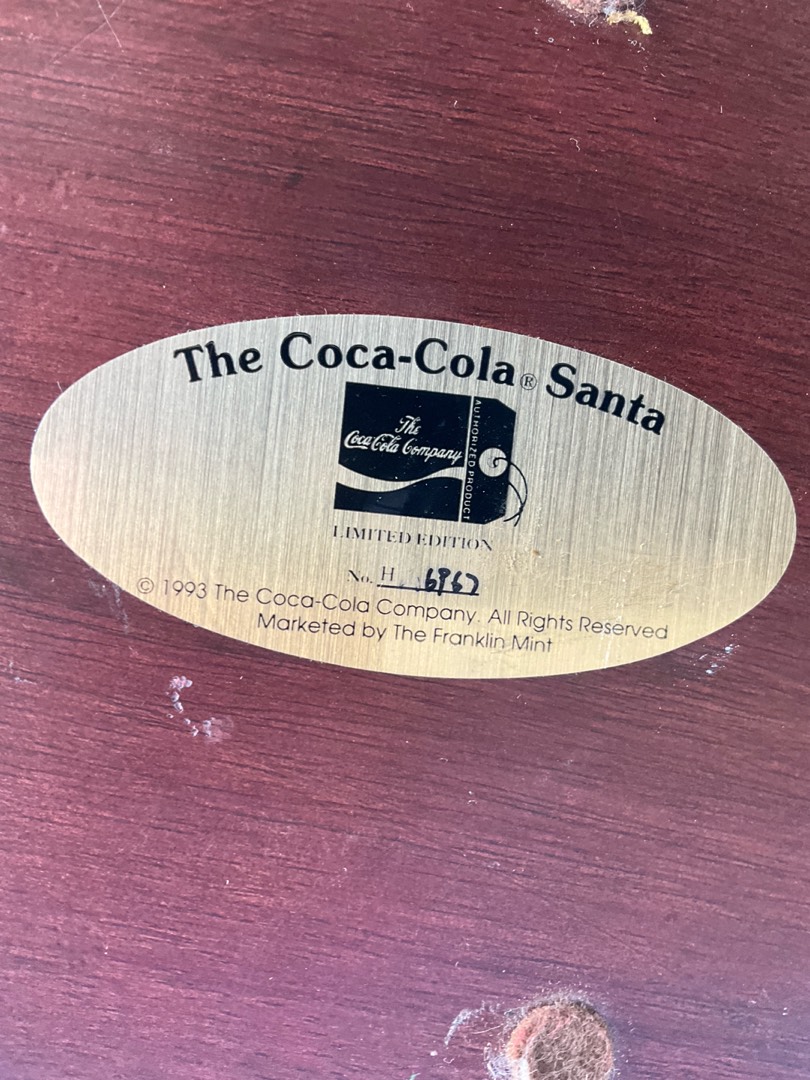 The Coca-Cola® Santa
The
Coca-Cola Company
AUTHORIZED PRODUCT
LIMITED EDITION
No. H 6967
© 1993 The Coca-Cola Company. All Rights Reserved
Marketed by The Franklin Mint